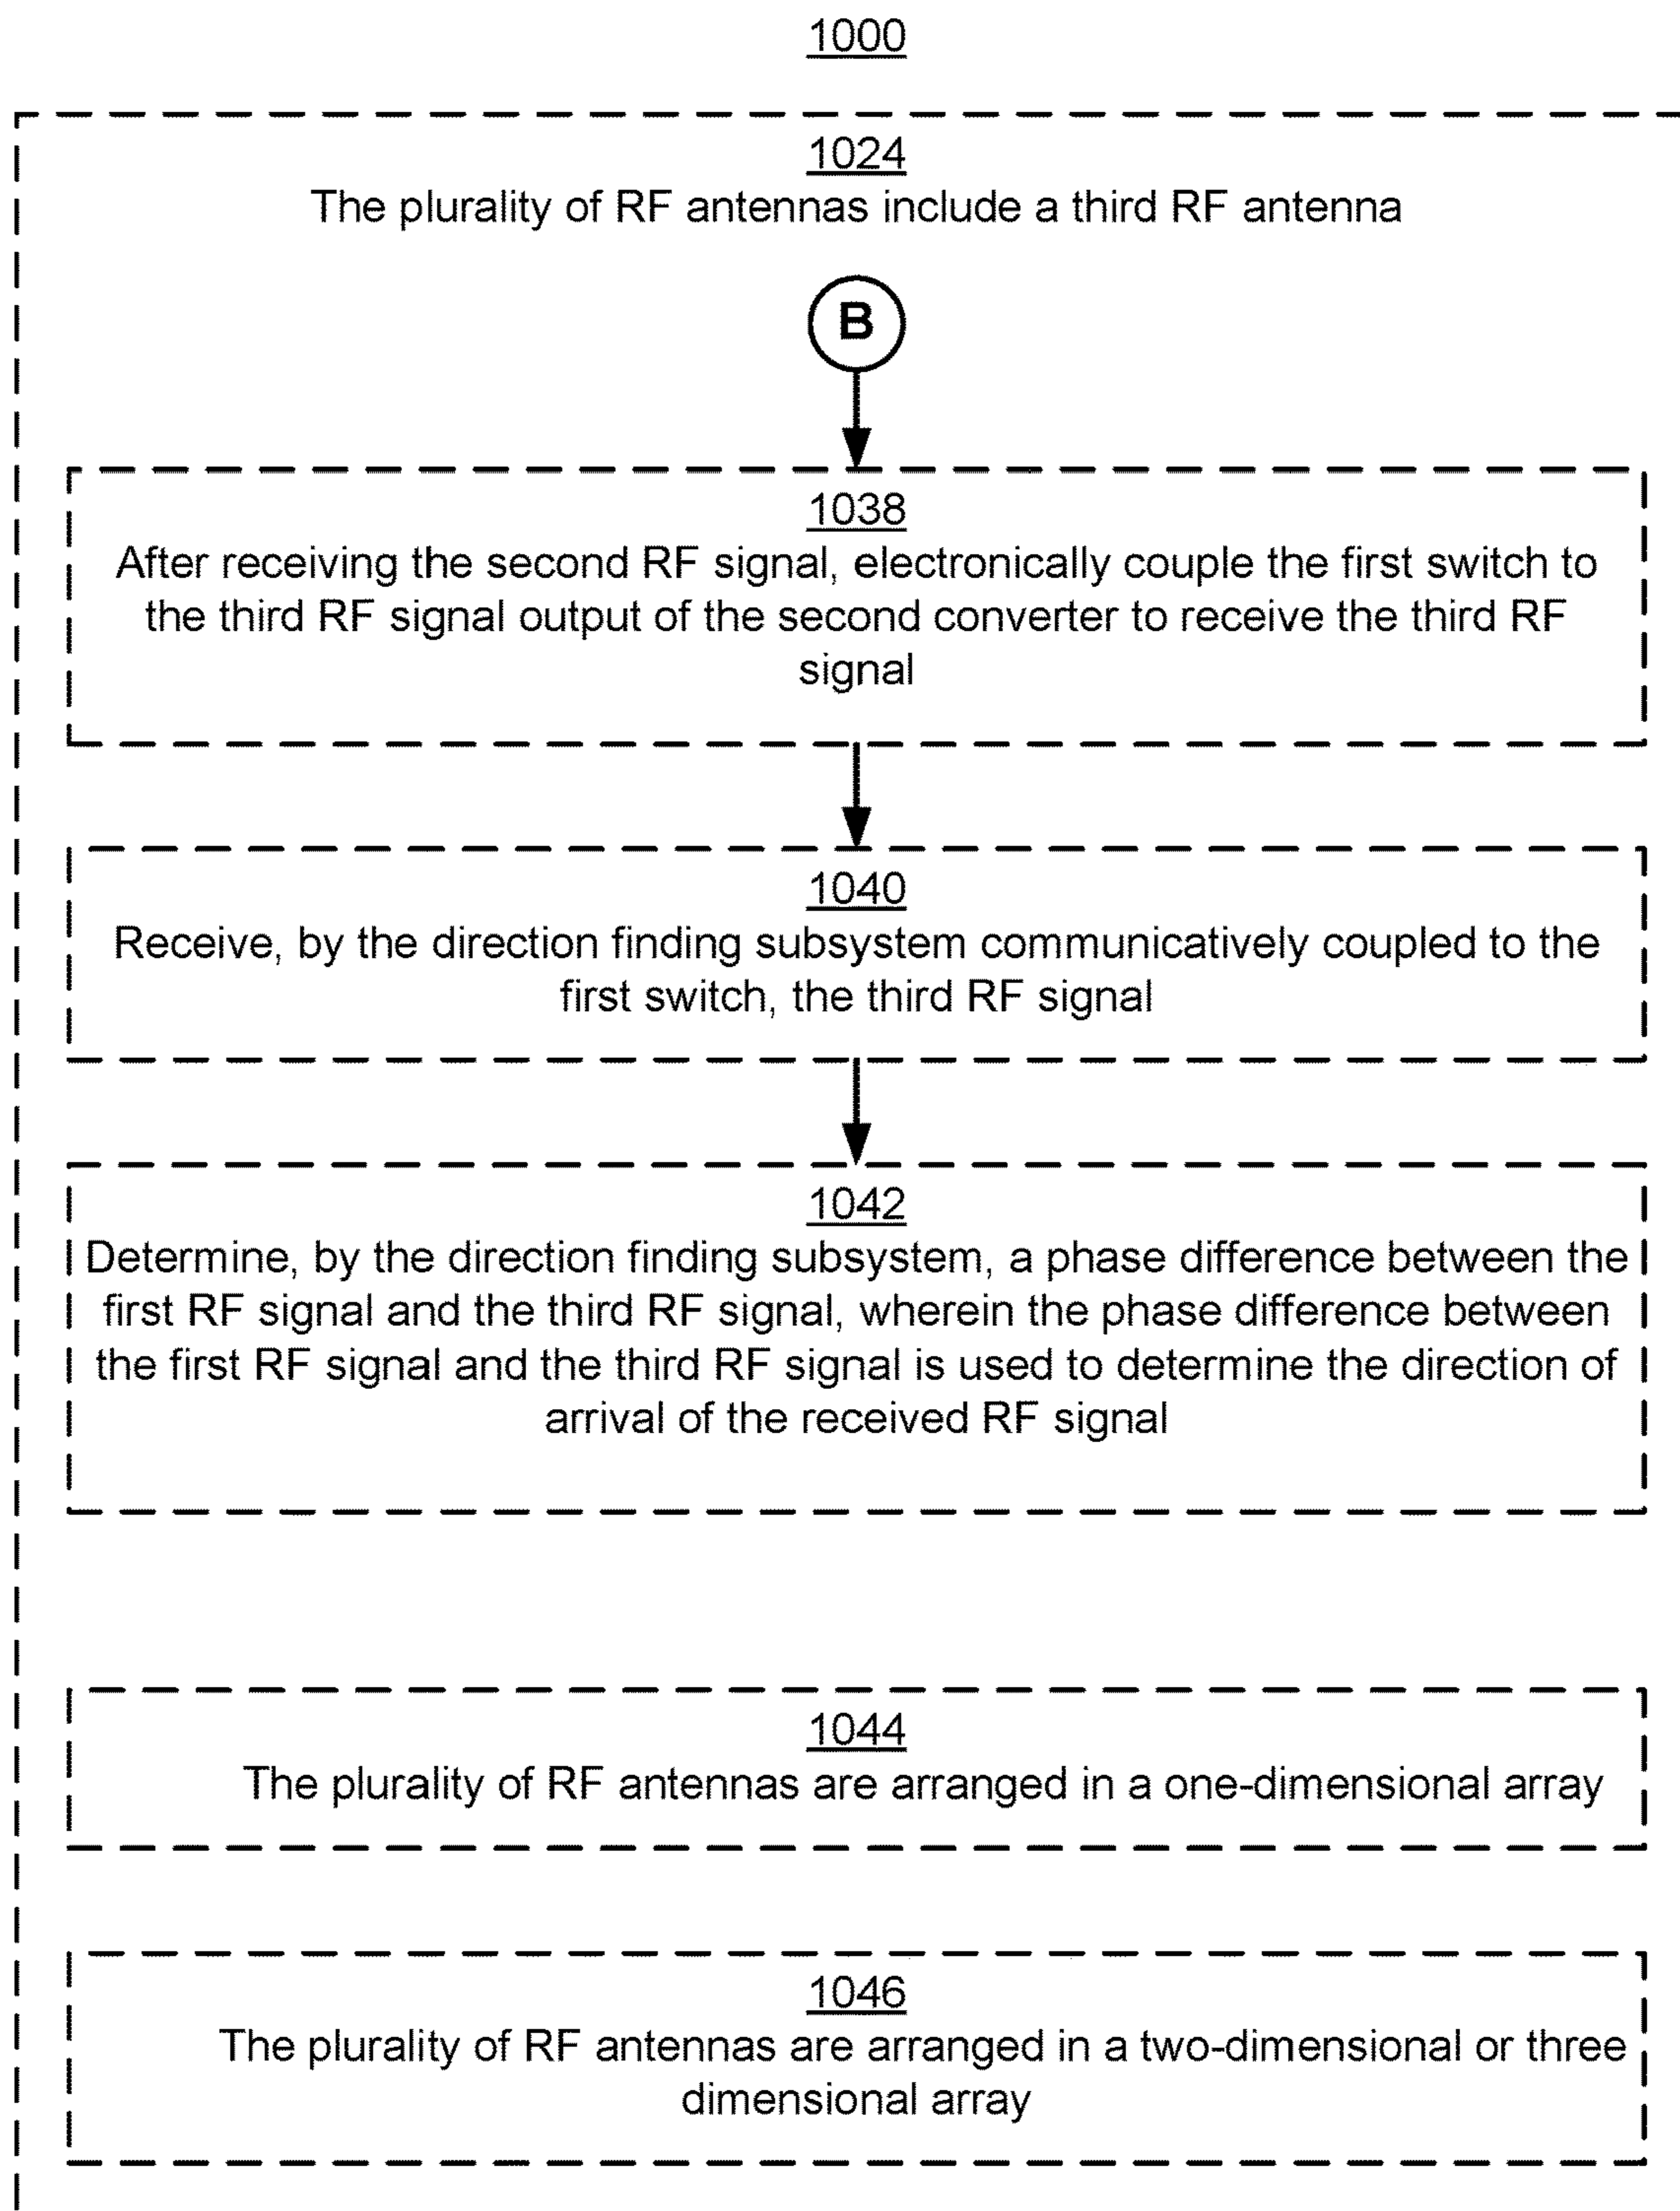 1000
1024
The plurality of RF antennas include a third RF antenna
B
1038
After receiving the second RF signal, electronically couple the first switch to
the third RF signal output of the second converter to receive the third RF
signal
1040
Receive, by the direction finding subsystem communicatively coupled to the
first switch, the third RF signal
1042
Determine, by the direction finding subsystem, a phase difference between the
first RF signal and the third RF signal, wherein the phase difference between
the first RF signal and the third RF signal is used to determine the direction of
arrival of the received RF signal
1044
The plurality of RF antennas are arranged in a one-dimensional array
1046
The plurality of RF antennas are arranged in a two-dimensional or three
dimensional array